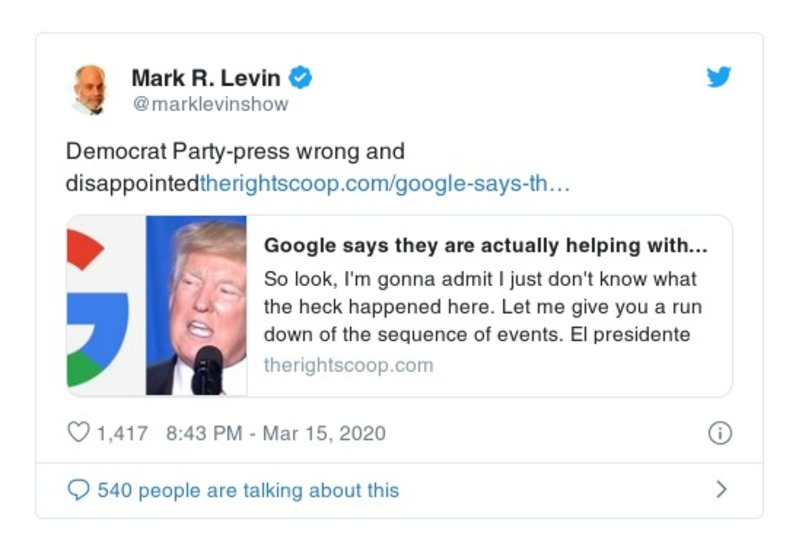 Mark R. Levin
@marklevinshow
Democrat Party-press wrong and
disappointedtherightscoop.com/google-says-th…
Google says they are actually helping with...
So look, I'm gonna admit I just don't know what
the heck happened here. Let me give you a run
down of the sequence of events. El presidente
therightscoop.com
1,417 8:43 PM - Mar 15, 2020
540 people are talking about this